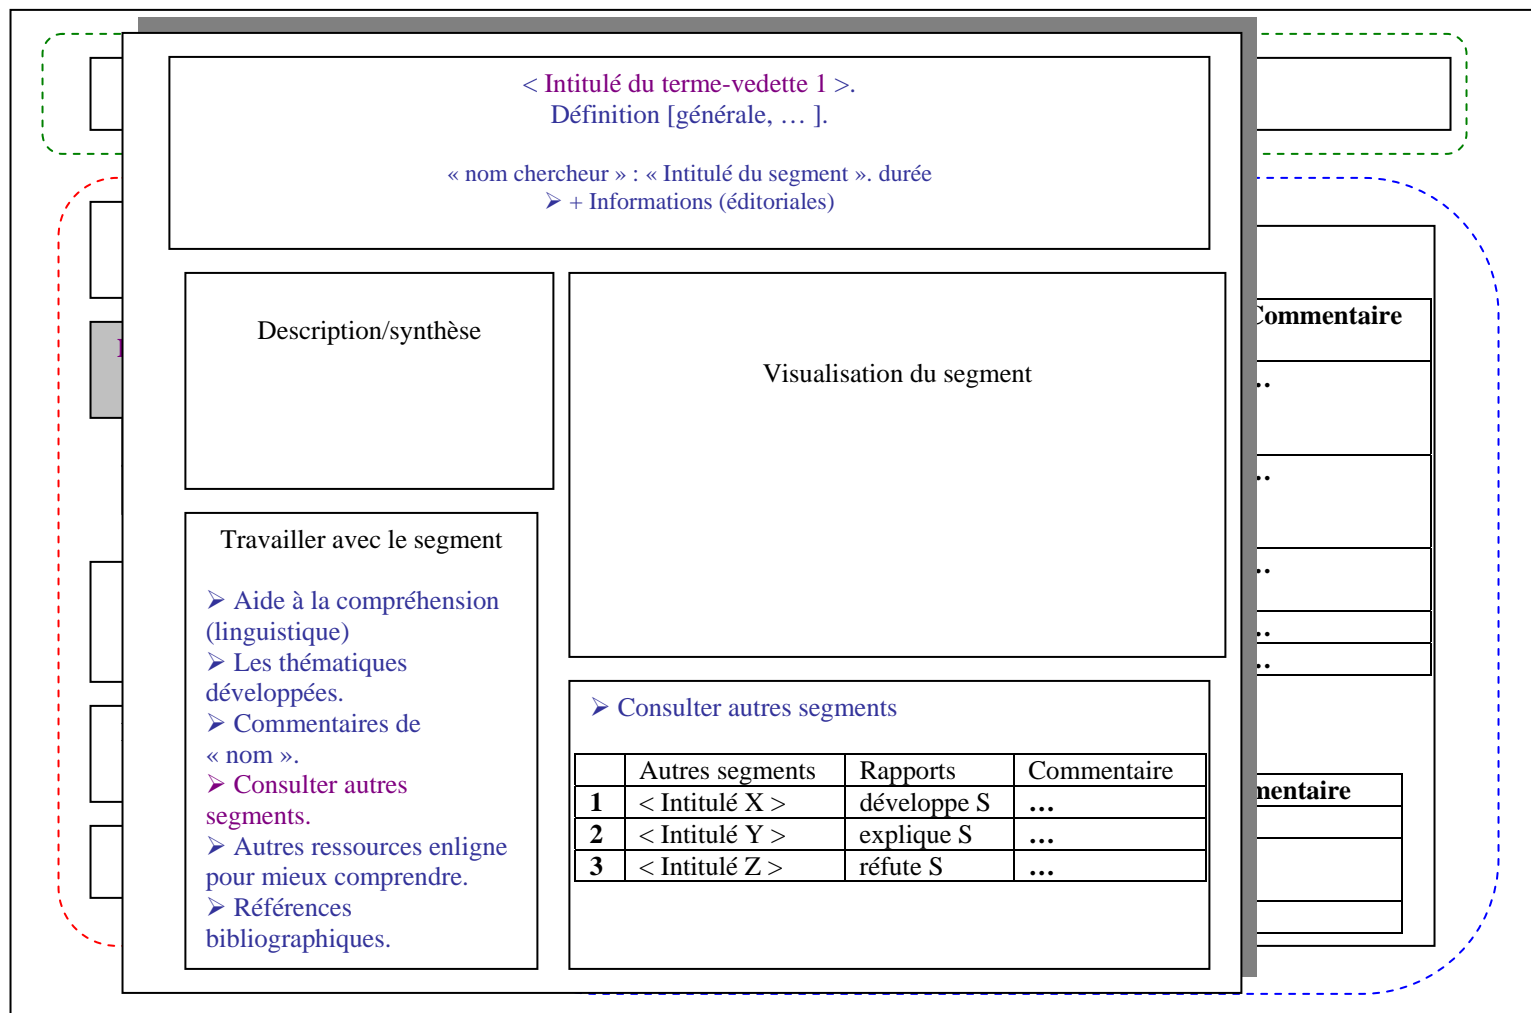 < Intitulé du terme-vedette 1 >.
Définition [générale, … ].
« nom chercheur » : « Intitulé du segment ». durée
➢ + Informations (éditoriales)
Description/synthèse
Visualisation du segment
Travailler avec le segment
➢ Aide à la compréhension
(linguistique)
➢ Les thématiques
développées.
➢ Commentaires de
« nom ».
➢ Consulter autres
segments.
➢ Autres ressources enligne
pour mieux comprendre.
➢ Références
bibliographiques.
➢ Consulter autres segments
Autres segments Rapports Commentaire
1 < Intitulé X > développe S …
2 < Intitulé Y > explique S …
3 < Intitulé Z > réfute S …
Commentaire
..
..
..
..
..
mentaire